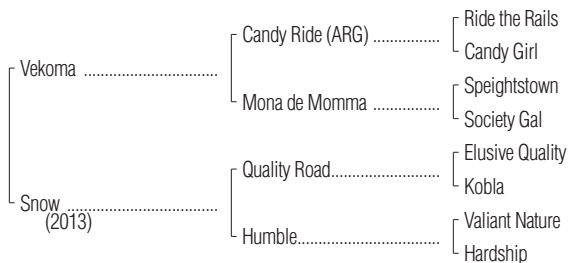 Ride the Rails
Candy Ride (ARG) ................
Candy Girl
Vekoma ................................
Speightstown
Mona de Momma ................
Society Gal
Elusive Quality
Quality Road..........................
Kobla
Snow ....................................
(2013)
Valiant Nature
Humble..................................
Hardship